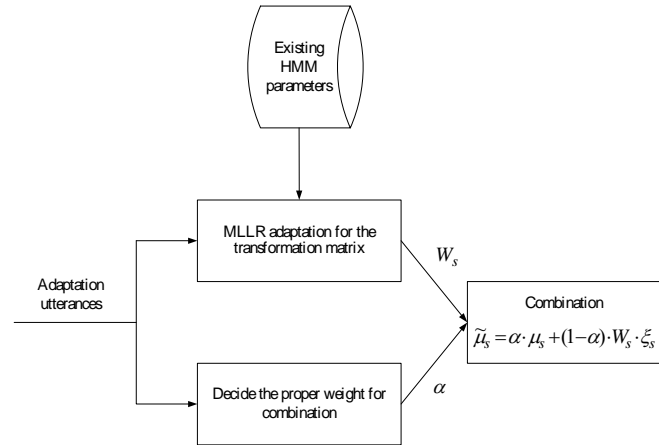 Existing
HMM
parameters
MLLR adaptation for the
transformation matrix
Adaptation
utterances
W_s
Combination
μ̃_s = α · μ_s + (1−α) · W_s · ξ_s
Decide the proper weight for
combination
α